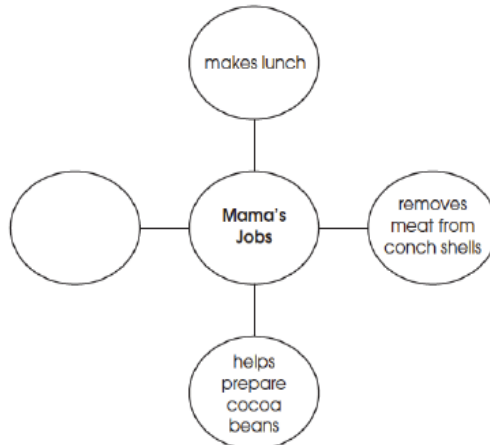 makes lunch
Mama's
Jobs
removes
meat from
conch shells
helps
prepare
cocoa
beans